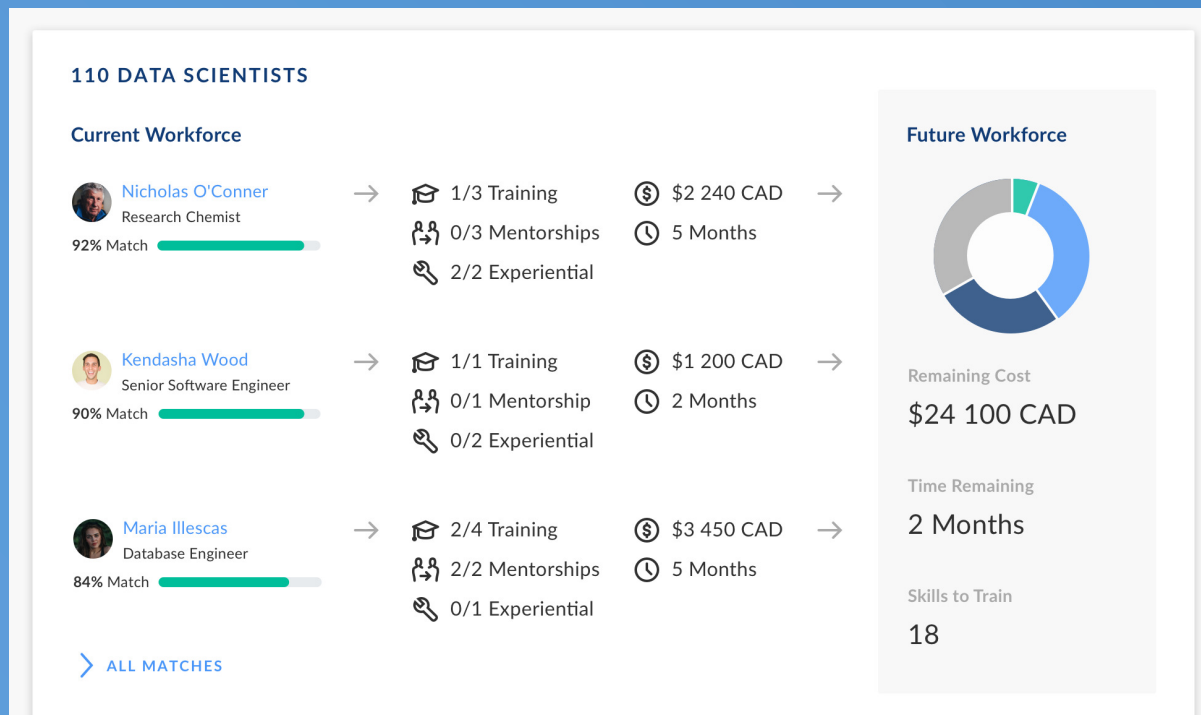 110 DATA SCIENTISTS
Current Workforce
Nicholas O'Conner
Research Chemist
92% Match
1/3 Training
0/3 Mentorships
2/2 Experiential
$2 240 CAD
5 Months
Kendasha Wood
Senior Software Engineer
90% Match
1/1 Training
0/1 Mentorship
0/2 Experiential
$1 200 CAD
2 Months
Maria Illescas
Database Engineer
84% Match
2/4 Training
2/2 Mentorships
0/1 Experiential
$3 450 CAD
5 Months
ALL MATCHES
Future Workforce
Remaining Cost
$24 100 CAD
Time Remaining
2 Months
Skills to Train
18